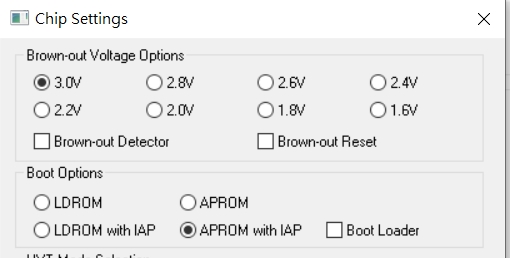 Chip Settings
Brown-out Voltage Options
3.0V 2.8V 2.6V 2.4V
2.2V 2.0V 1.8V 1.6V
Brown-out Detector Brown-out Reset
Boot Options
LDROM APROM
LDROM with IAP APROM with IAP Boot Loader